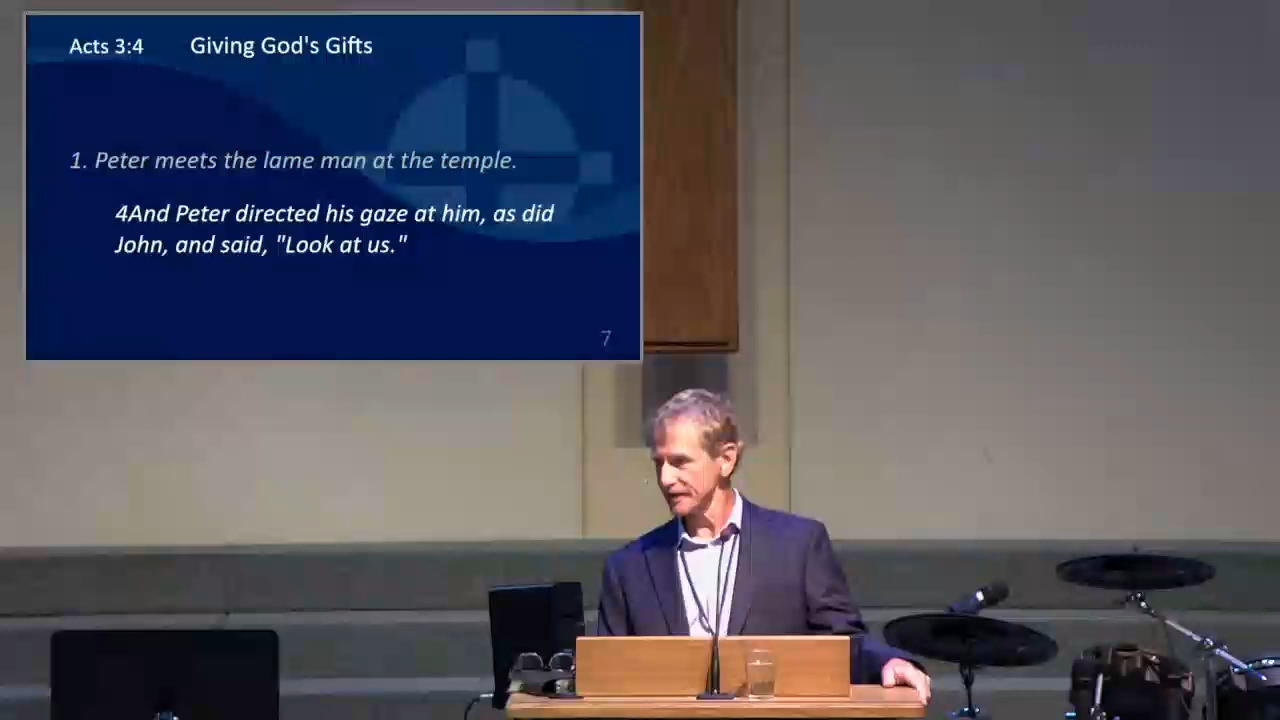 Acts 3:4 Giving God's Gifts
1. Peter meets the lame man at the temple.
4And Peter directed his gaze at him, as did
John, and said, "Look at us."
7